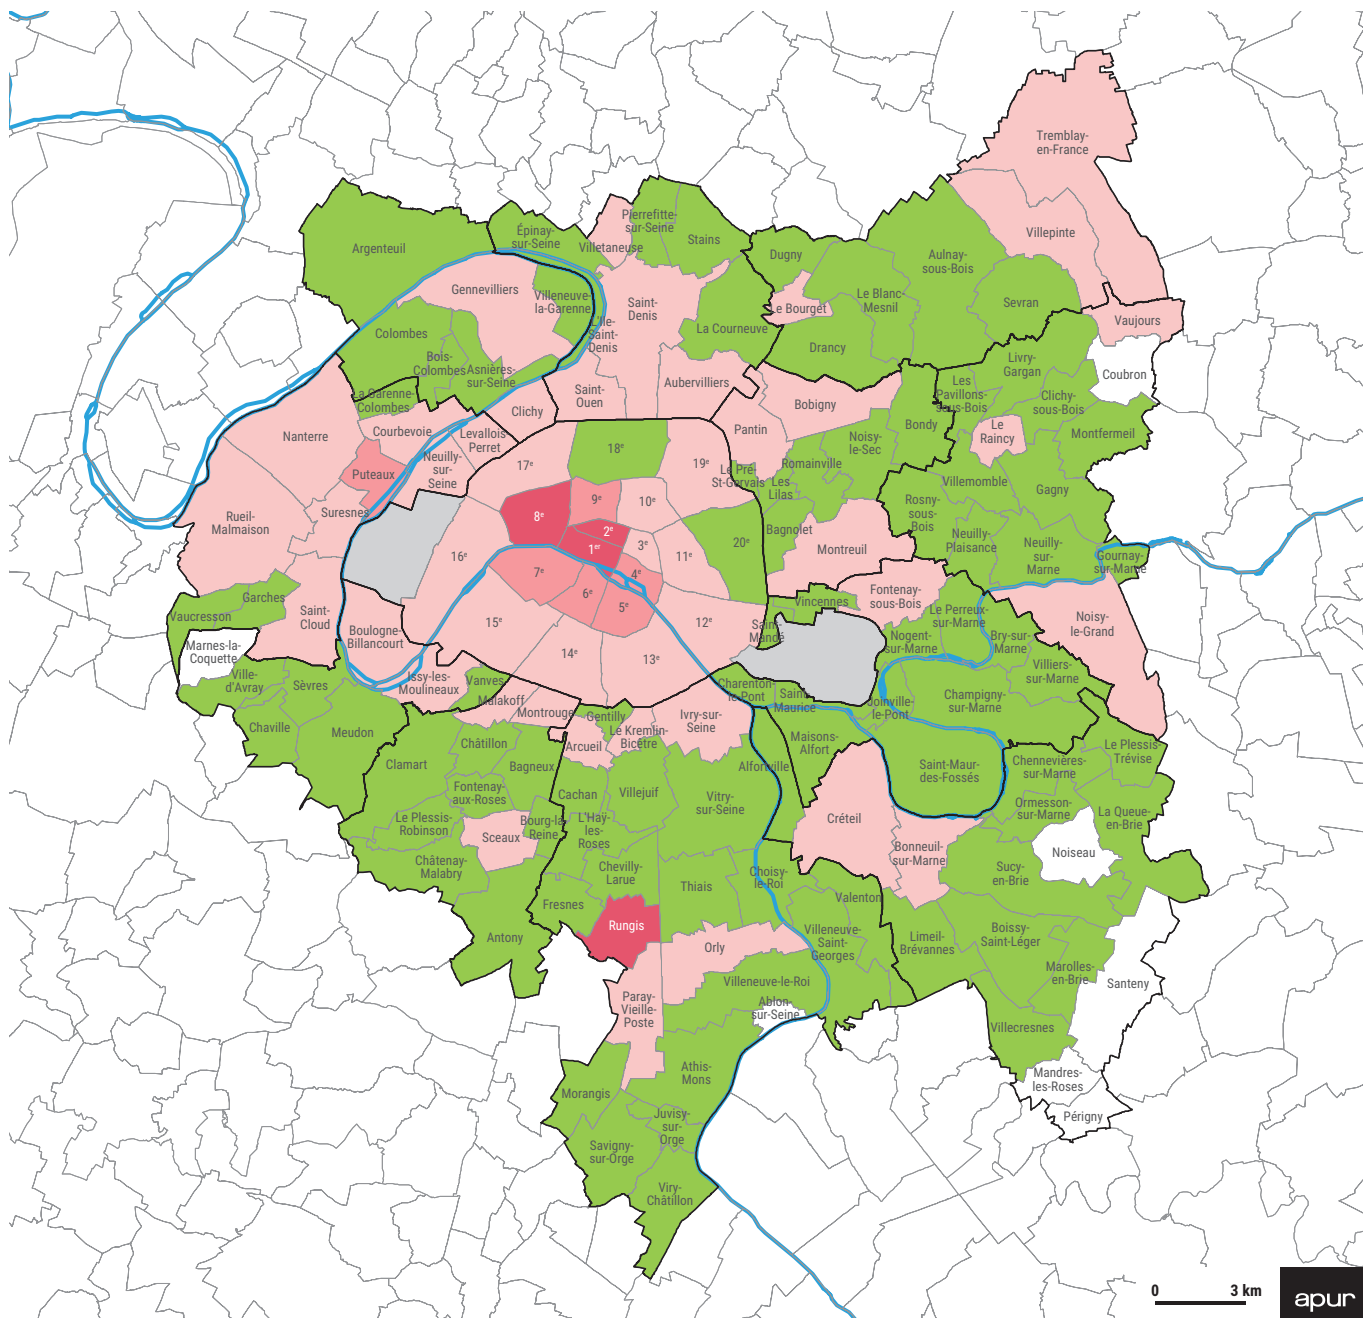 Tremblay-
en-France
Villepinte
Vaujours
Coubron
Argenteuil
Épinay-
sur-Seine
Villetaneuse
Pierrefitte-
sur-Seine
Stains
Dugny
Aulnay-
sous-Bois
Sevran
Le Blanc-
Mesnil
Le Bourget
Drancy
La Courneuve
Saint-
Denis
Gennevilliers
Villeneuve-
la-Garenne
L'Île-
Saint-
Denis
Colombes
Bois-
Colombes
Asnières-
sur-Seine
La Garenne-
Colombes
Livry-
Gargan
Clichy-
sous-Bois
Montfermeil
Les
Pavillons-
sous-Bois
Le
Raincy
Bondy
Bobigny
Aubervilliers
Saint-
Ouen
Clichy
Levallois
Perret
Courbevoie
Nanterre
Puteaux
Neuilly-
sur-
Seine
Suresnes
Rueil-
Malmaison
Pantin
Noisy-
le-Sec
Romainville
Le Pré-
St-Gervais
Les
Lilas
Bagnolet
Montreuil
Villemomble
Gagny
Rosny-
sous-
Bois
Neuilly-
Plaisance
Neuilly-
sur-
Marne
Gournay-
sur-Marne
Noisy-
le-Grand
17e
18e
19e
8e
9e
10e
2e
1er
3e
11e
20e
16e
7e
4e
6e
5e
15e
14e
13e
12e
Garches
Vaucresson
Saint-
Cloud
Marnes-la-
Coquette
Boulogne-
Billancourt
Ville-
d'Avray
Sèvres
Chaville
Meudon
Issy-les-
Moulineaux
Vanves
Malakoff
Montrouge
Gentilly
Le Kremlin-
Bicêtre
Arcueil
Ivry-sur-
Seine
Charenton-
le-Pont
Saint-
Maurice
Saint-
Mandé
Vincennes
Fontenay-
sous-Bois
Le Perreux-
sur-Marne
Nogent-
sur-Marne
Bry-sur-
Marne
Villiers-
sur-Marne
Champigny-
sur-Marne
Joinville-
le-Pont
Maisons-
Alfort
Alfortville
Saint-Maur-
des-Fossés
Chennevières-
sur-Marne
Le Plessis-
Trévise
Ormesson-
sur-Marne
La Queue-
en-Brie
Noiseau
Créteil
Bonneuil-
sur-Marne
Sucy-
en-Brie
Clamart
Châtillon
Bagneux
Fontenay-
aux-Roses
Le Plessis-
Robinson
Sceaux
Bourg-la-
Reine
Châtenay-
Malabry
Antony
Cachan
Villejuif
Vitry-
sur-Seine
L'Haÿ-
les-
Roses
Chevilly-
Larue
Fresnes
Rungis
Thiais
Choisy-
le-Roi
Orly
Valenton
Villeneuve-
Saint-
Georges
Limeil-
Brévannes
Boissy-
Saint-Léger
Marolles-
en-Brie
Santeny
Villecresnes
Mandres-
les-Roses
Périgny
Villeneuve-le-Roi
Ablon-
sur-Seine
Paray-
Vieille-
Poste
Athis-
Mons
Morangis
Juvisy-
sur-
Orge
Savigny-
sur-Orge
Viry-
Châtillon
0 3 km
apur